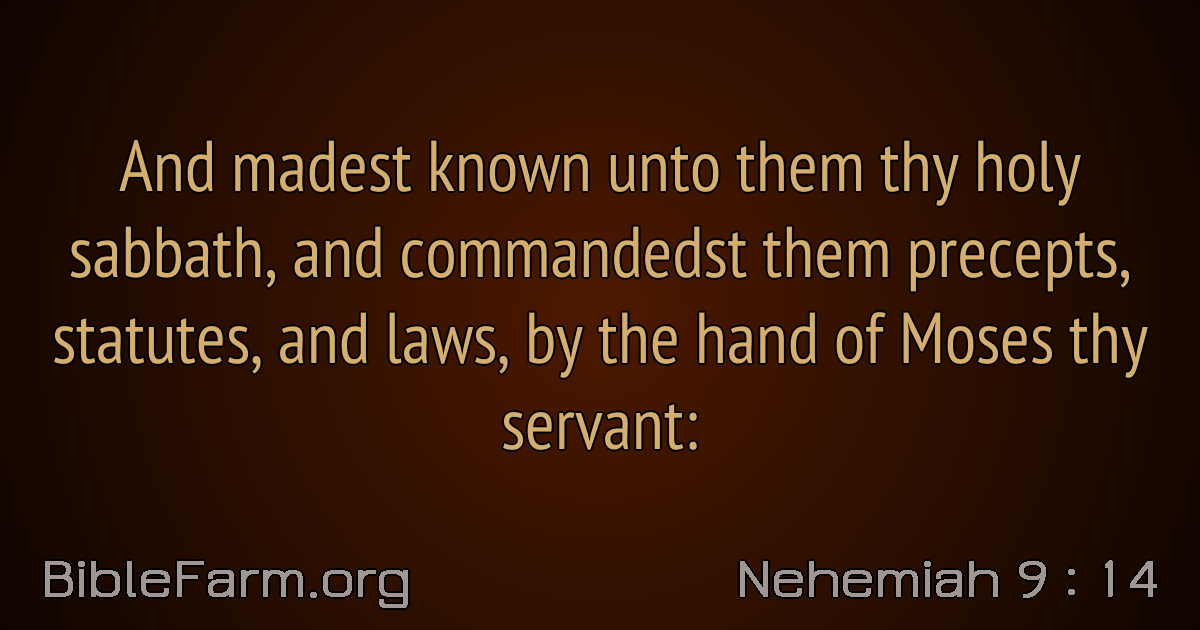 And madest known unto them thy holy
sabbath, and commandedst them precepts,
statutes, and laws, by the hand of Moses thy
servant:
BibleFarm.org
Nehemiah 9 : 14